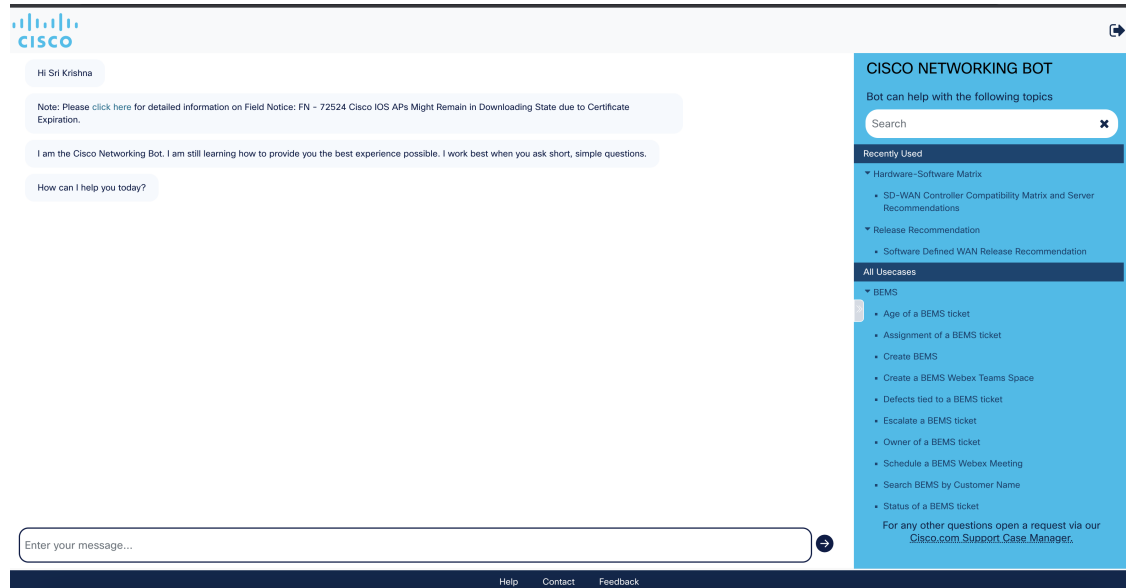 CISCO
Hi Sri Krishna
Note: Please click here for detailed information on Field Notice: FN - 72524 Cisco IOS APs Might Remain in Downloading State due to Certificate
Expiration.
I am the Cisco Networking Bot. I am still learning how to provide you the best experience possible. I work best when you ask short, simple questions.
How can I help you today?
Enter your message...
CISCO NETWORKING BOT
Bot can help with the following topics
Search
Recently Used
Hardware-Software Matrix
SD-WAN Controller Compatibility Matrix and Server
Recommendations
Release Recommendation
Software Defined WAN Release Recommendation
All Usecases
BEMS
Age of a BEMS ticket
Assignment of a BEMS ticket
Create BEMS
Create a BEMS Webex Teams Space
Defects tied to a BEMS ticket
Escalate a BEMS ticket
Owner of a BEMS ticket
Schedule a BEMS Webex Meeting
Search BEMS by Customer Name
Status of a BEMS ticket
For any other questions open a request via our
Cisco.com Support Case Manager.
Help Contact Feedback